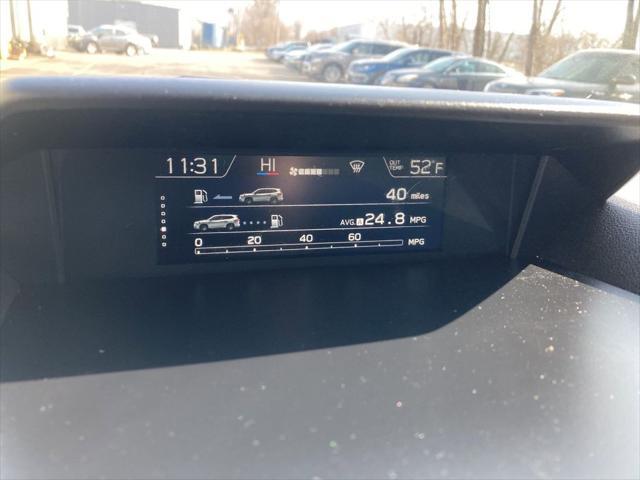 11:31 HI OUT TEMP 52°F
40 miles
AVG. A 24.8 MPG
0 20 40 60 MPG